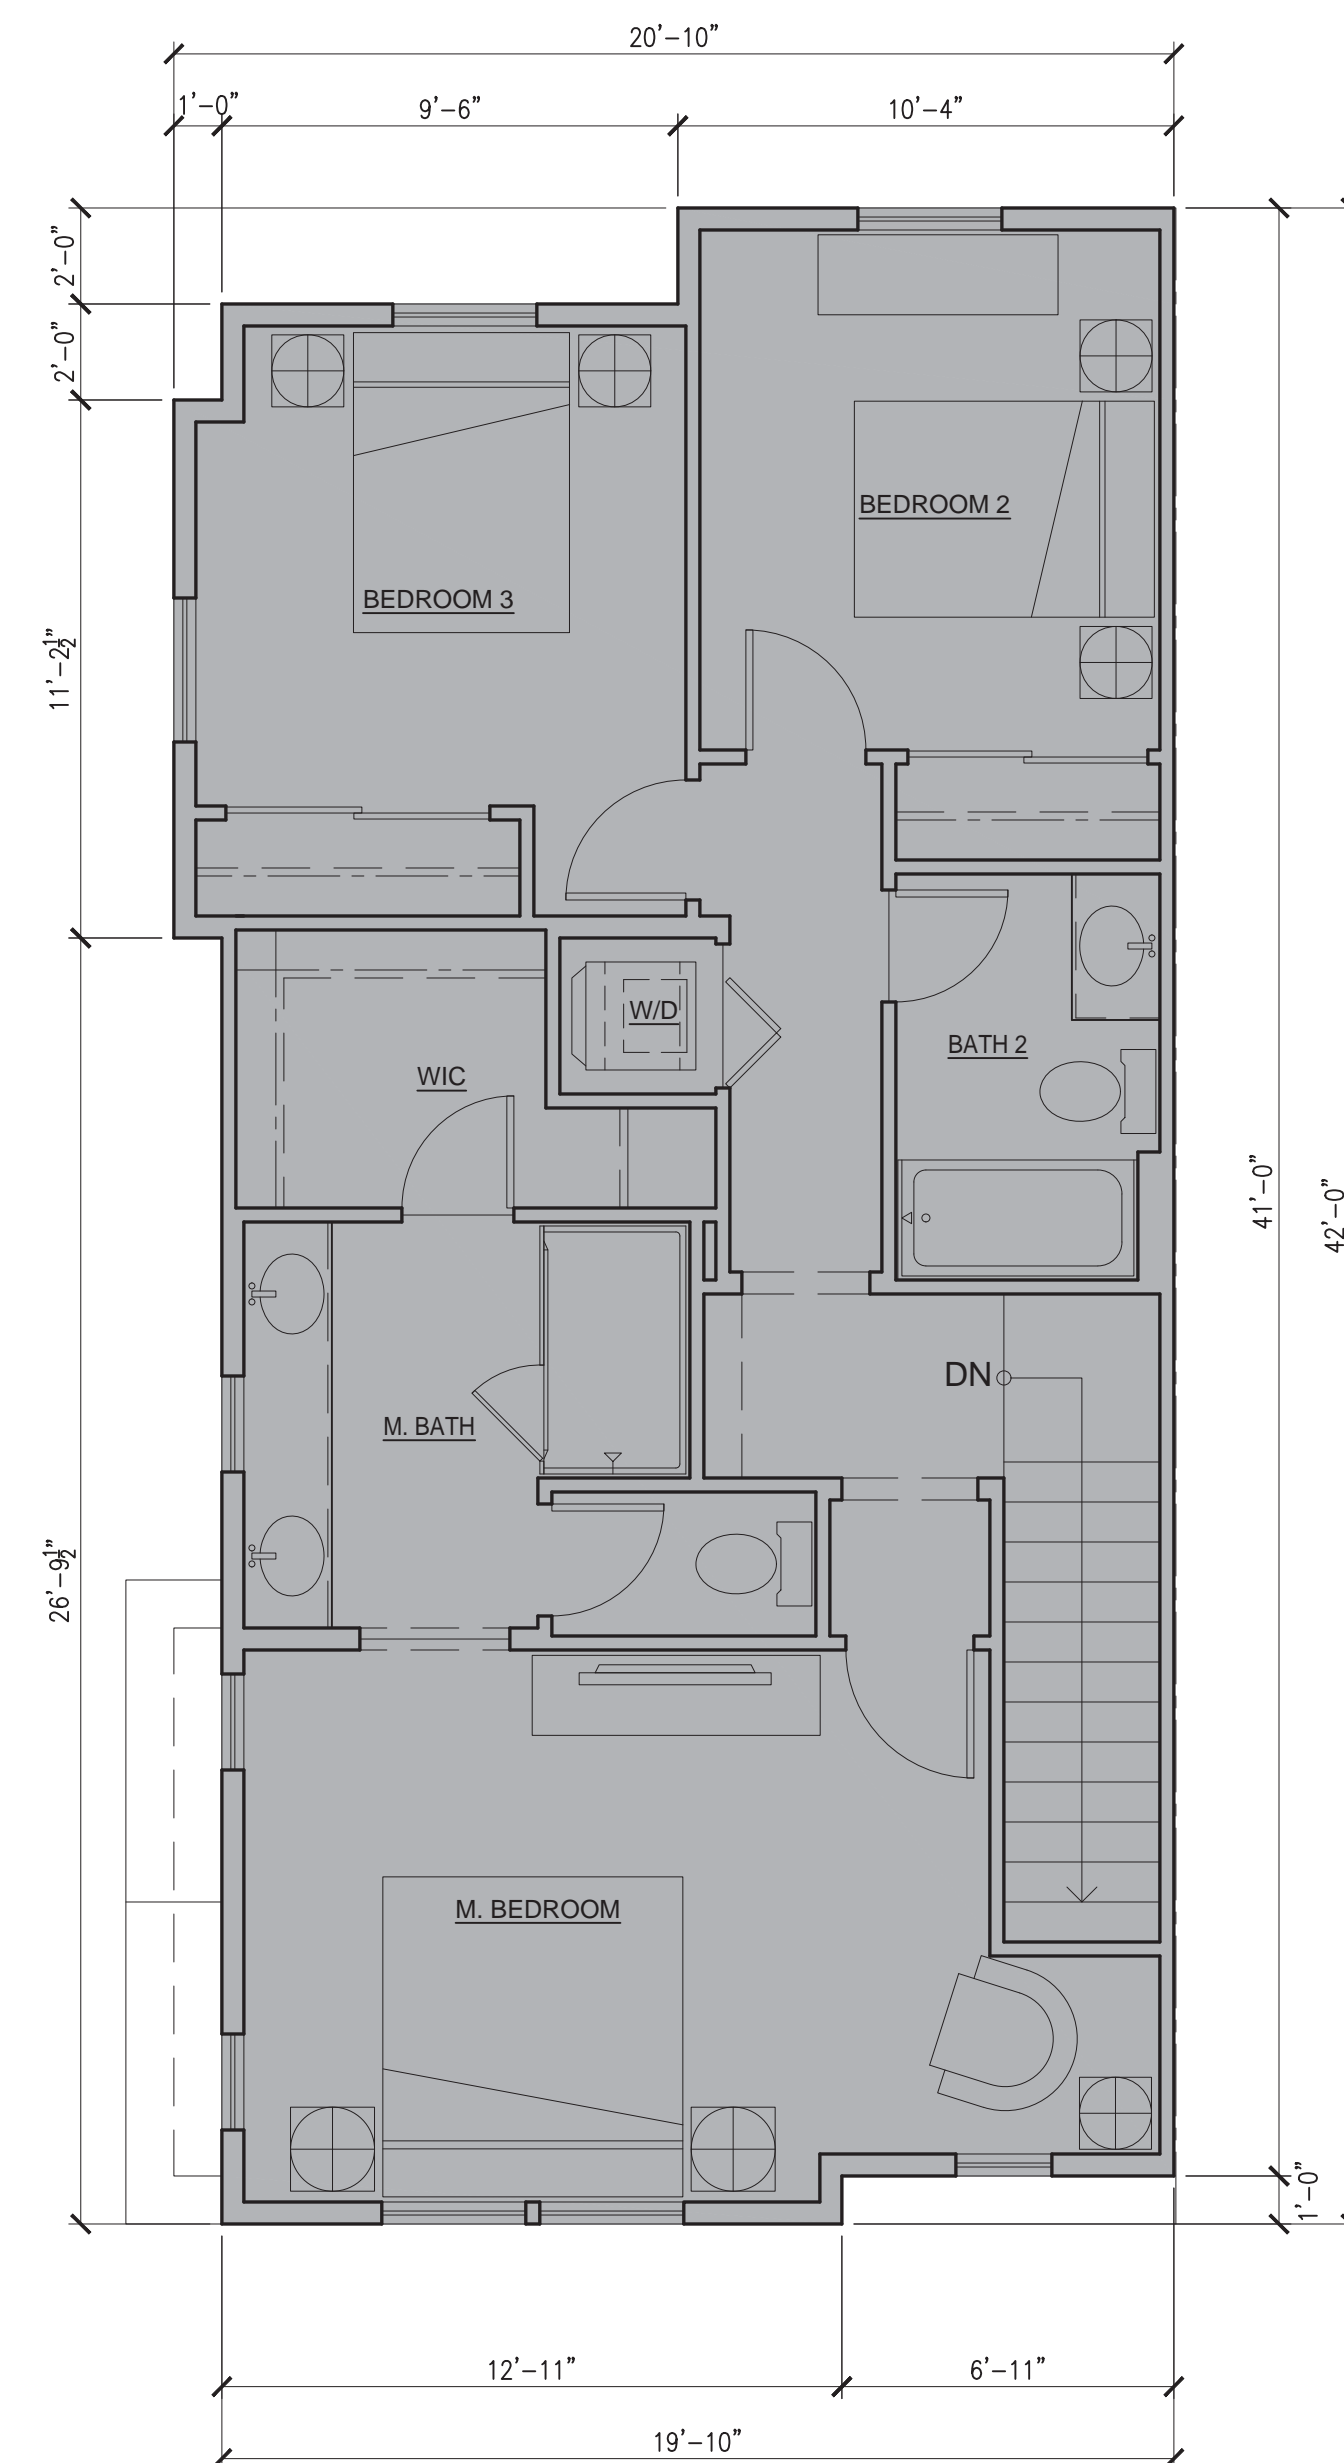 20'-10"
1'-0" 9'-6" 10'-4"
2'-0"
2'-0"
BEDROOM 2
BEDROOM 3
11'-2½"
W/D
BATH 2
WIC
41'-0"
42'-0"
DN
M. BATH
26'-9½"
M. BEDROOM
1'-0"
12'-11" 6'-11"
19'-10"